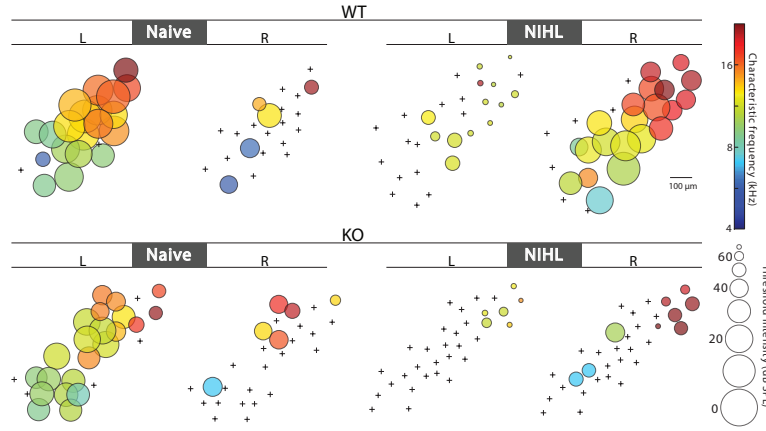 WT
Naive
NIHL
L
R
L
R
16
8
4
Characteristic frequency (kHz)
100 µm
KO
Naive
NIHL
L
R
L
R
60
40
20
0